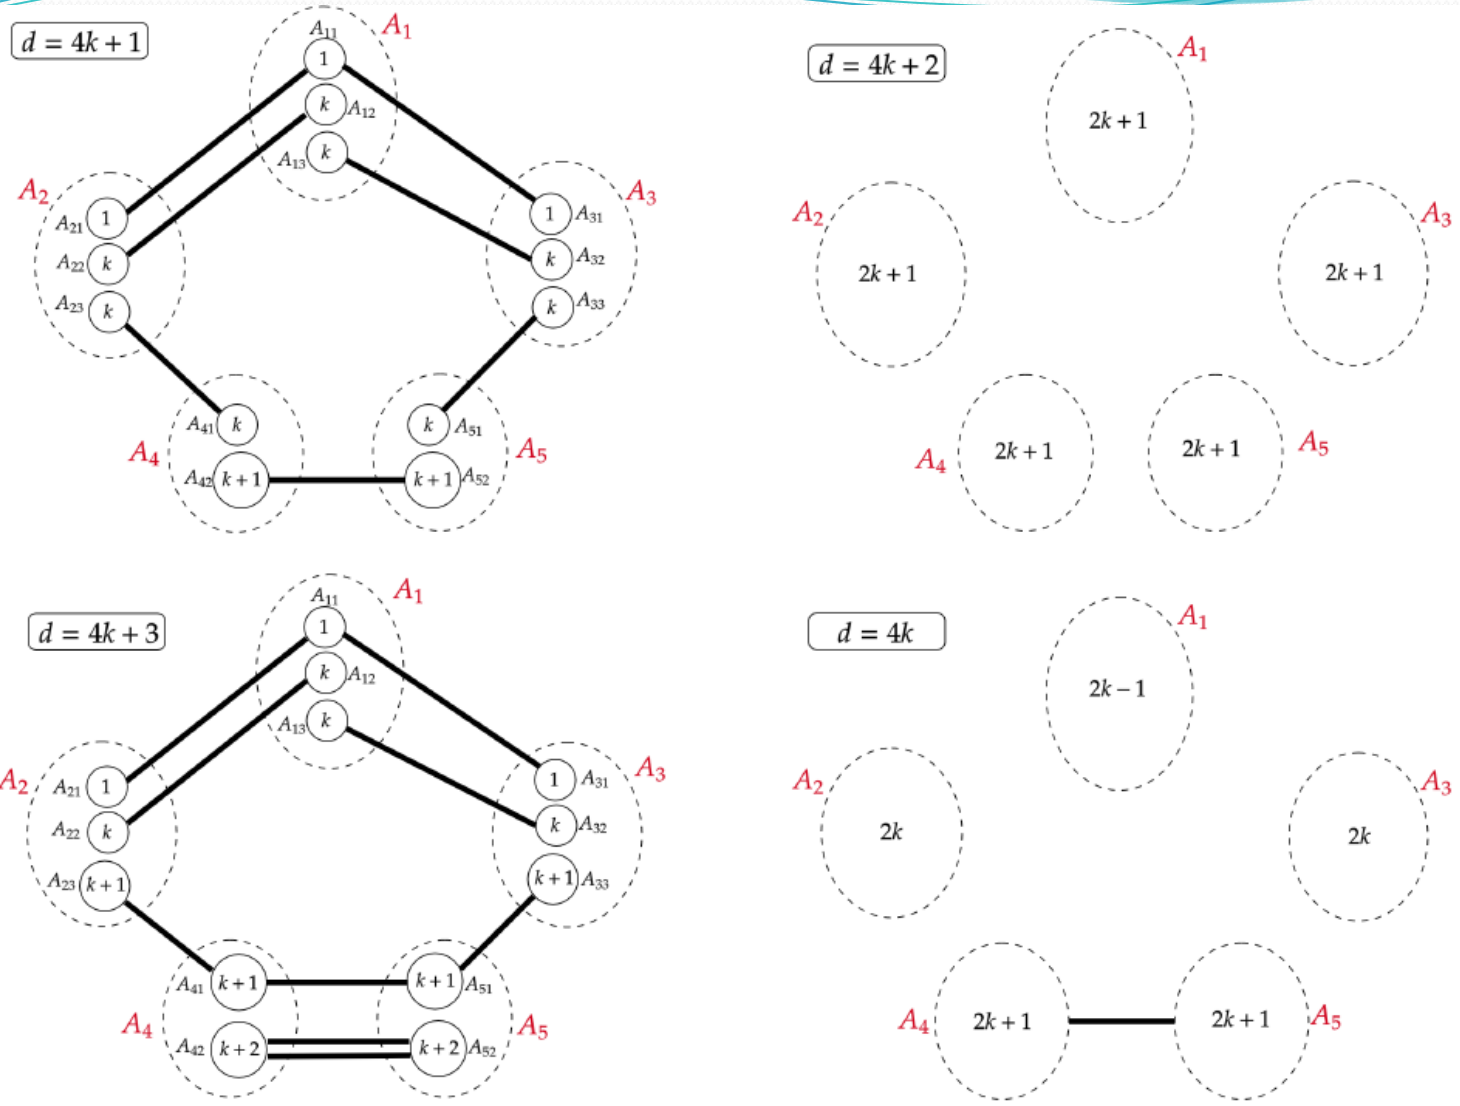 d = 4k + 1
A₁
A₁₁
1
k A₁₂
A₁₃ k
A₂
A₂₁ 1
A₂₂ k
A₂₃ k
A₃
1 A₃₁
k A₃₂
k A₃₃
A₄
A₄₁ k
A₄₂ k + 1
A₅
k A₅₁
k + 1 A₅₂
d = 4k + 2
A₁
2k + 1
A₂
2k + 1
A₃
2k + 1
A₄
2k + 1
A₅
2k + 1
d = 4k + 3
A₁
A₁₁
1
k A₁₂
A₁₃ k
A₂
A₂₁ 1
A₂₂ k
A₂₃ k + 1
A₃
1 A₃₁
k A₃₂
k + 1 A₃₃
A₄
A₄₁ k + 1
A₄₂ k + 2
A₅
k + 1 A₅₁
k + 2 A₅₂
d = 4k
A₁
2k − 1
A₂
2k
A₃
2k
A₄
2k + 1
A₅
2k + 1